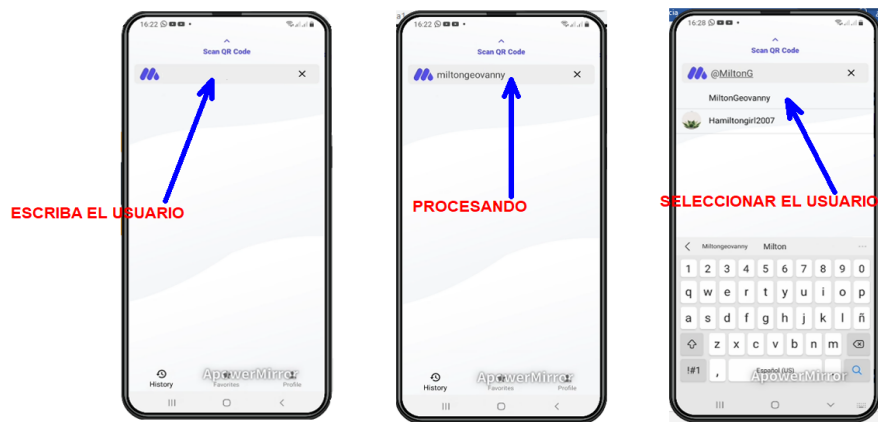 16:22
Scan QR Code
ESCRIBA EL USUARIO
History
Favorites
Profile
ApowerMirror
16:22
Scan QR Code
miltongeovanny
PROCESANDO
History
Favorites
Profile
ApowerMirror
cia
16:28
Scan QR Code
@MiltonG
MiltonGeovanny
Hamiltongirl2007
SELECCIONAR EL USUARIO
Miltongeovanny Milton
1 2 3 4 5 6 7 8 9 0
q w e r t y u i o p
a s d f g h j k l ñ
z x c v b n m
!#1 , Español (US) .
ApowerMirror